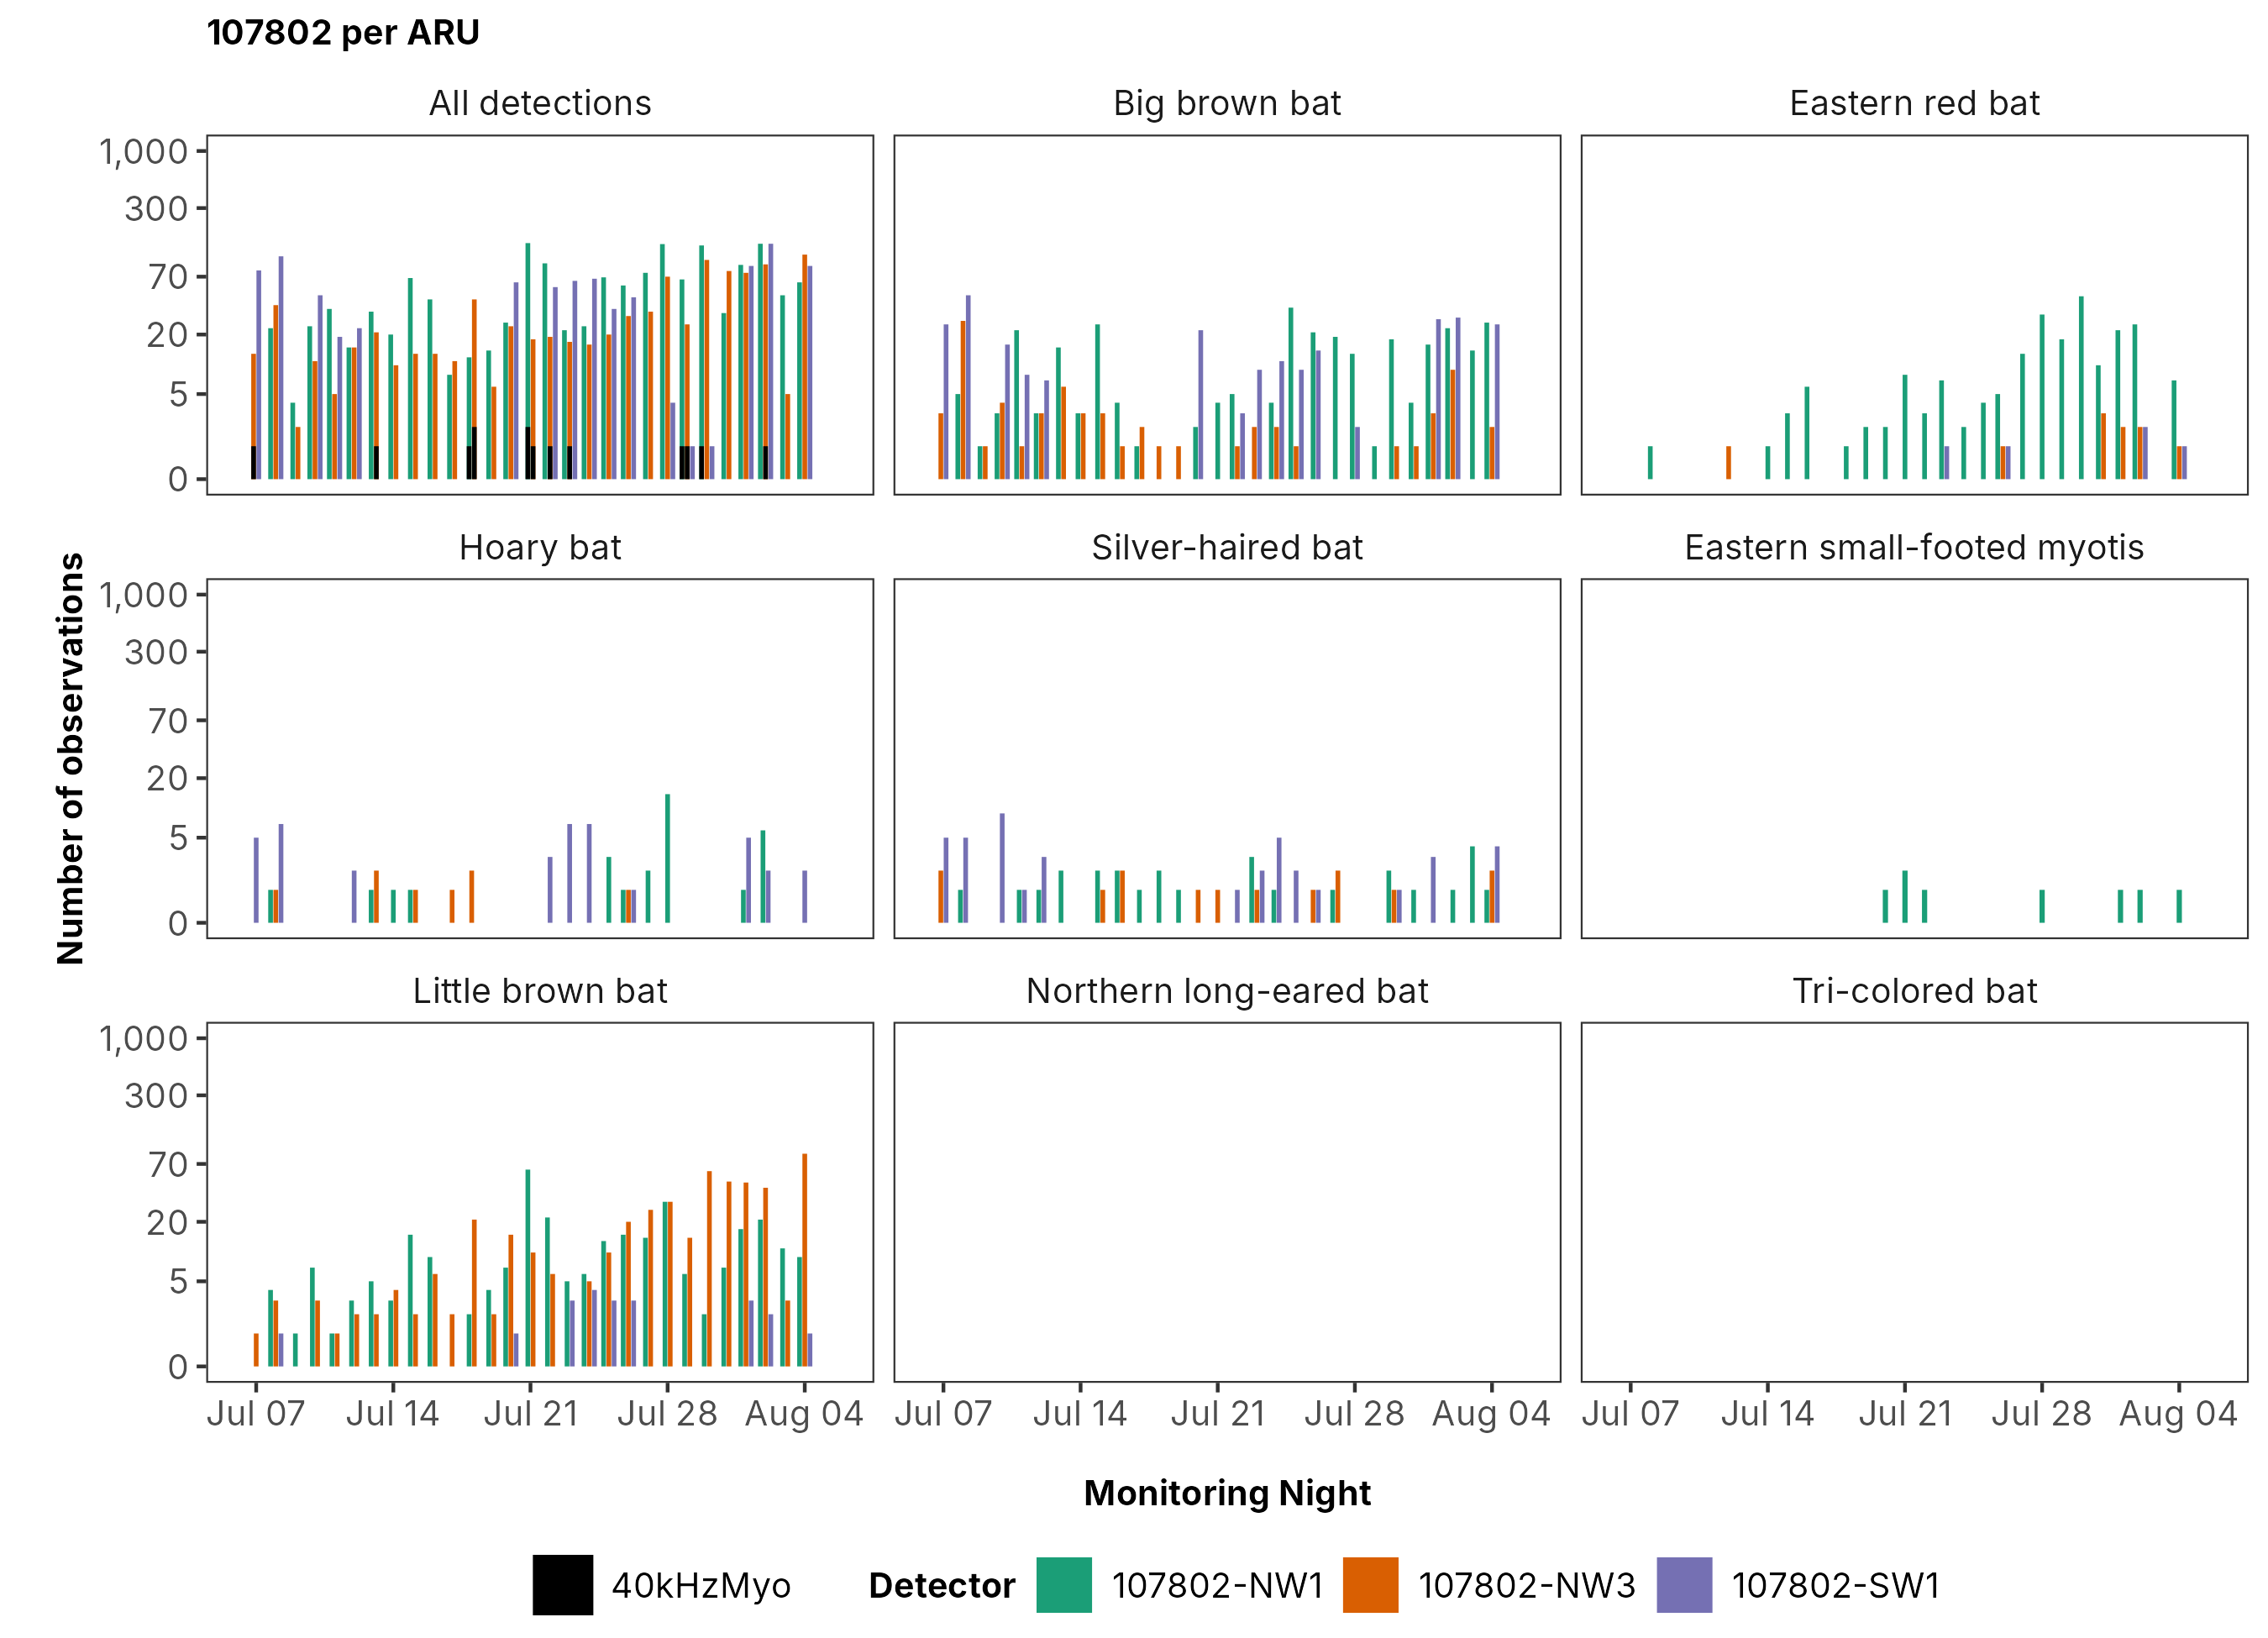 107802 per ARU
All detections
Big brown bat
Eastern red bat
1,000
300
70
20
5
0
Hoary bat
Silver-haired bat
Eastern small-footed myotis
1,000
300
70
20
5
0
Number of observations
Little brown bat
Northern long-eared bat
Tri-colored bat
1,000
300
70
20
5
0
Jul 07 Jul 14 Jul 21 Jul 28 Aug 04 Jul 07 Jul 14 Jul 21 Jul 28 Aug 04 Jul 07 Jul 14 Jul 21 Jul 28 Aug 04
Monitoring Night
40kHzMyo Detector 107802-NW1 107802-NW3 107802-SW1